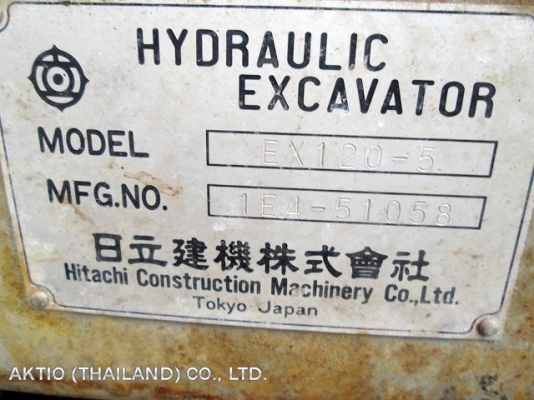 HYDRAULIC
EXCAVATOR
MODEL EX120-5
MFG.NO. 1E4-51058
日立建機株式會社
Hitachi Construction Machinery Co.,Ltd.
Tokyo Japan
AKTIO (THAILAND) CO., LTD.